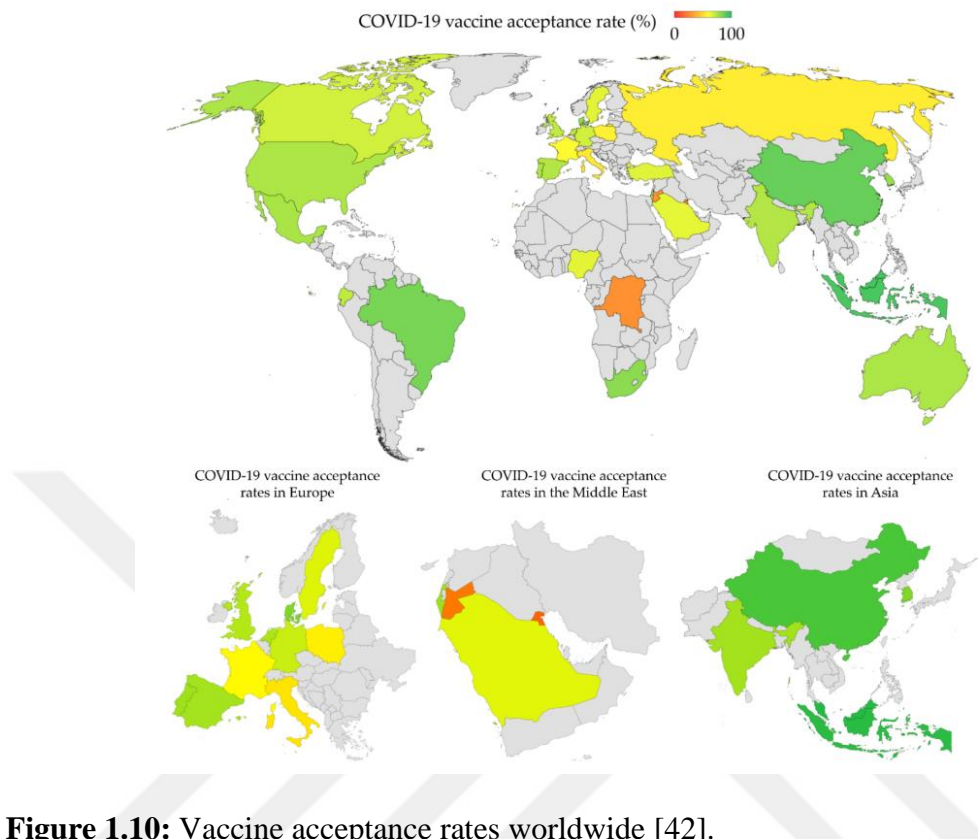 COVID-19 vaccine acceptance rate (%)
0 100
COVID-19 vaccine acceptance
rates in Europe
COVID-19 vaccine acceptance
rates in the Middle East
COVID-19 vaccine acceptance
rates in Asia
Figure 1.10: Vaccine acceptance rates worldwide [42].